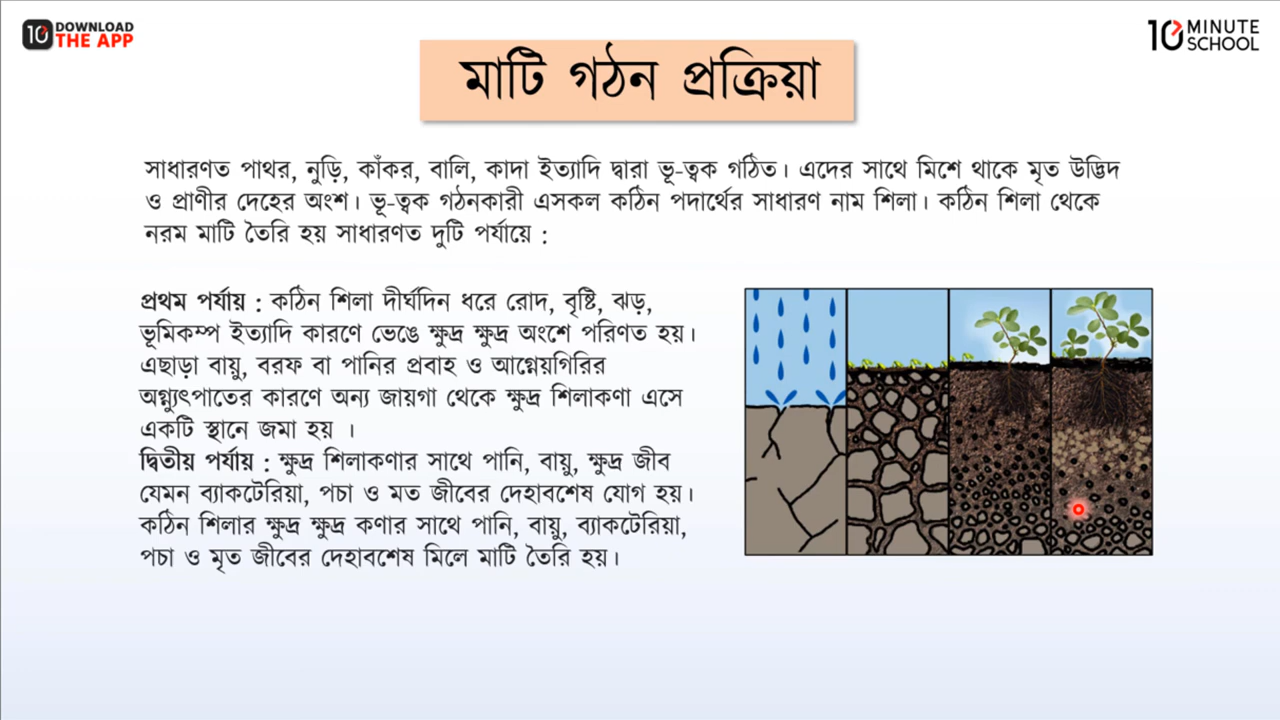 10 DOWNLOAD
THE APP
10 MINUTE
SCHOOL
মাটি গঠন প্রক্রিয়া
সাধারণত পাথর, নুড়ি, কাঁকর, বালি, কাদা ইত্যাদি দ্বারা ভূ-ত্বক গঠিত। এদের সাথে মিশে থাকে মৃত উদ্ভিদ
ও প্রাণীর দেহের অংশ। ভূ-ত্বক গঠনকারী এসকল কঠিন পদার্থের সাধারণ নাম শিলা। কঠিন শিলা থেকে
নরম মাটি তৈরি হয় সাধারণত দুটি পর্যায়ে :
প্রথম পর্যায় : কঠিন শিলা দীর্ঘদিন ধরে রোদ, বৃষ্টি, ঝড়,
ভূমিকম্প ইত্যাদি কারণে ভেঙে ক্ষুদ্র ক্ষুদ্র অংশে পরিণত হয়।
এছাড়া বায়ু, বরফ বা পানির প্রবাহ ও আগ্নেয়গিরির
অগ্ন্যুৎপাতের কারণে অন্য জায়গা থেকে ক্ষুদ্র শিলাকণা এসে
একটি স্থানে জমা হয় ।
দ্বিতীয় পর্যায় : ক্ষুদ্র শিলাকণার সাথে পানি, বায়ু, ক্ষুদ্র জীব
যেমন ব্যাকটেরিয়া, পচা ও মত জীবের দেহাবশেষ যোগ হয়।
কঠিন শিলার ক্ষুদ্র ক্ষুদ্র কণার সাথে পানি, বায়ু, ব্যাকটেরিয়া,
পচা ও মৃত জীবের দেহাবশেষ মিলে মাটি তৈরি হয়।